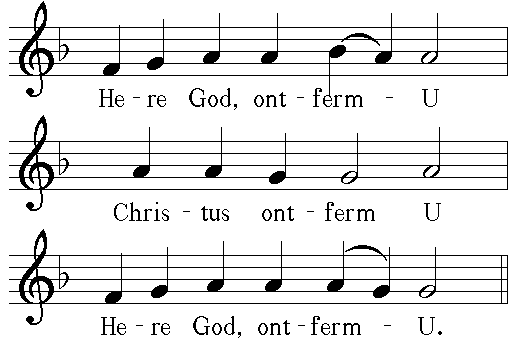 He - re God, ont - ferm - U
Chris - tus ont - ferm U
He - re God, ont - ferm - U.